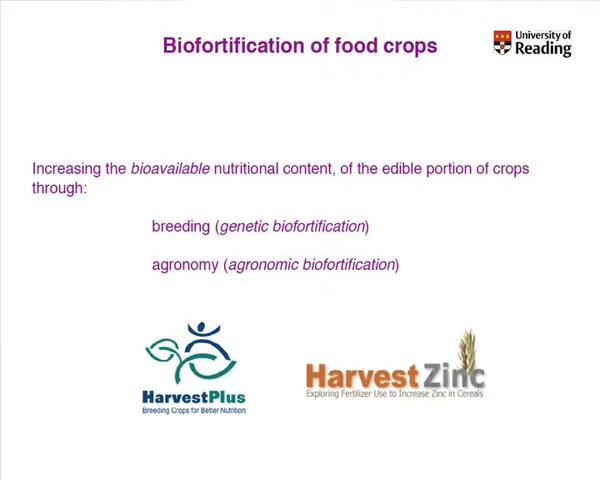 Biofortification of food crops
University of
Reading
Increasing the bioavailable nutritional content, of the edible portion of crops
through:
breeding (genetic biofortification)
agronomy (agronomic biofortification)
HarvestPlus
Breeding Crops for Better Nutrition
Harvest Zinc
Exploring Fertilizer Use to Increase Zinc in Cereals